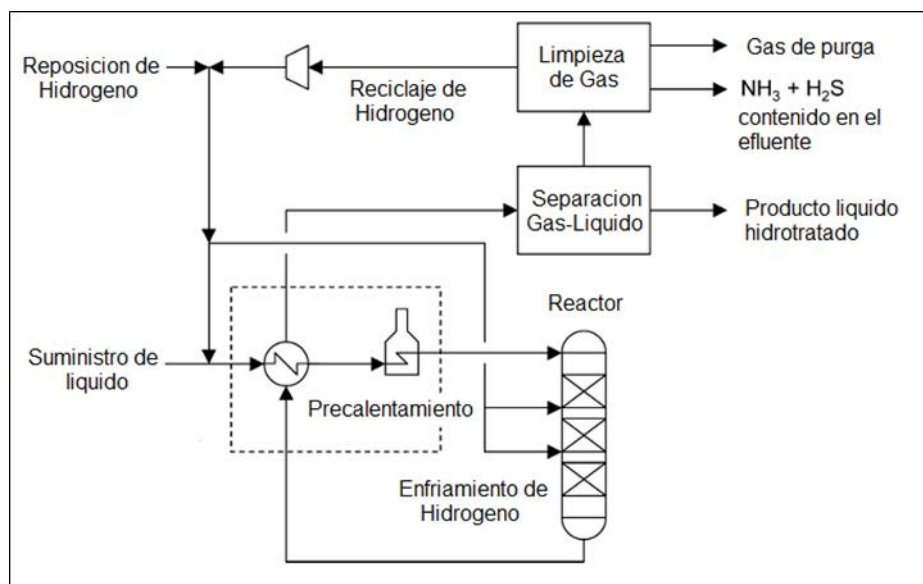 Reposicion de
Hidrogeno
Reciclaje de
Hidrogeno
Limpieza
de Gas
Gas de purga
NH₃ + H₂S
contenido en el
efluente
Separacion
Gas-Liquido
Producto liquido
hidrotratado
Reactor
Suministro de
liquido
Precalentamiento
Enfriamiento de
Hidrogeno